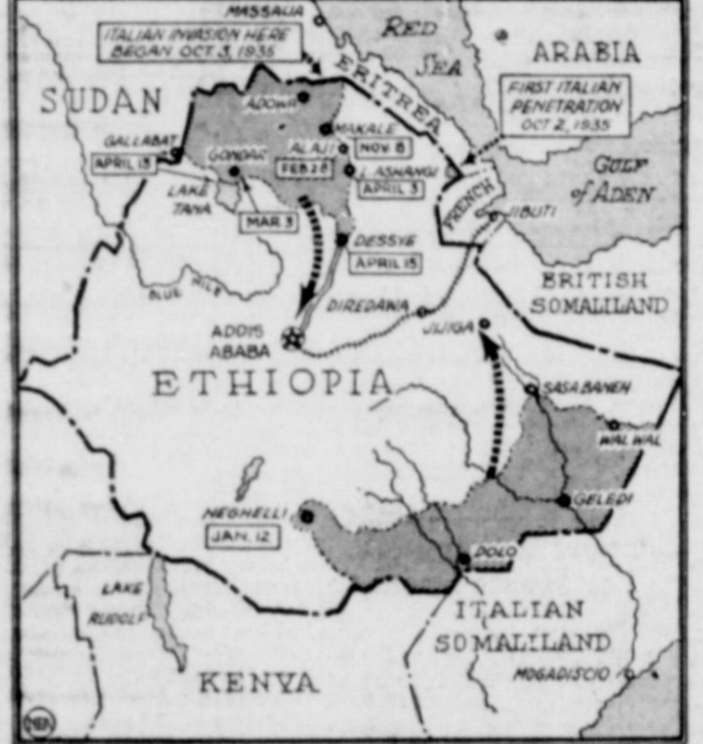 MASSAUA
RED
SEA
ITALIAN INVASION HERE
BEGAN OCT. 3, 1935
ARABIA
ERITREA
FIRST ITALIAN
PENETRATION
OCT 2, 1935
SUDAN
ADOWA
MAKALE
NOV. 8
GALLABAT
APRIL 13
GONDAR
ALAJI
FEB 28
L. ASHANGI
APRIL 3
GULF
of ADEN
LAKE
TANA
MAR. 3
FRENCH
JIBUTI
DESSYE
APRIL 15
BLUE NILE
DIREDAWA
BRITISH
SOMALILAND
ADDIS
ABABA
JIJIGA
ETHIOPIA
SASA BANEH
WAL WAL
GELEDI
NEGHELLI
JAN. 12
DOLO
LAKE
RUDOLF
ITALIAN
SOMALILAND
KENYA
MOGADISCIO
NEA